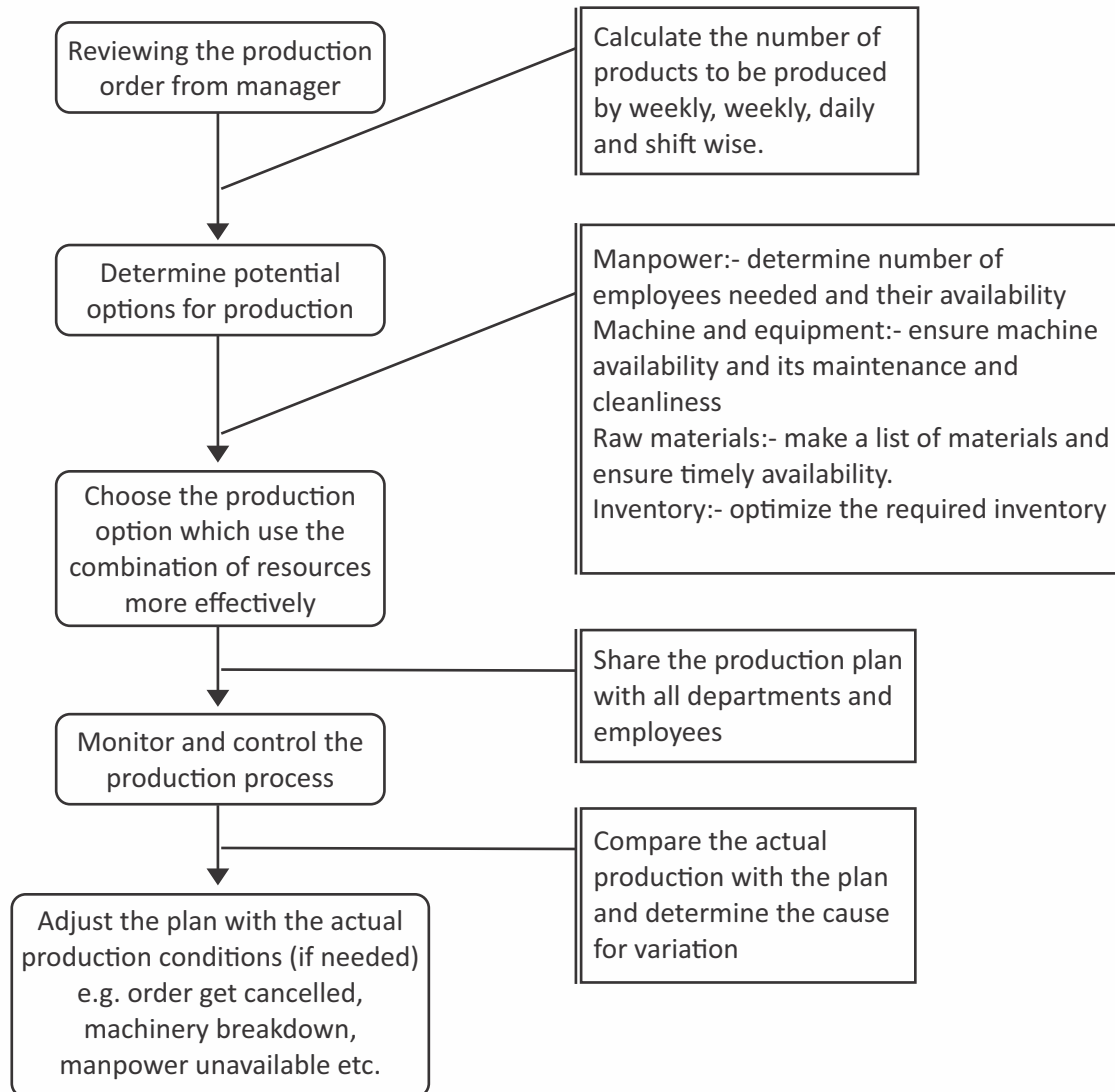 Reviewing the production
order from manager
Calculate the number of
products to be produced
by weekly, weekly, daily
and shift wise.
Determine potential
options for production
Manpower:- determine number of
employees needed and their availability
Machine and equipment:- ensure machine
availability and its maintenance and
cleanliness
Raw materials:- make a list of materials and
ensure timely availability.
Inventory:- optimize the required inventory
Choose the production
option which use the
combination of resources
more effectively
Share the production plan
with all departments and
employees
Monitor and control the
production process
Compare the actual
production with the plan
and determine the cause
for variation
Adjust the plan with the actual
production conditions (if needed)
e.g. order get cancelled,
machinery breakdown,
manpower unavailable etc.